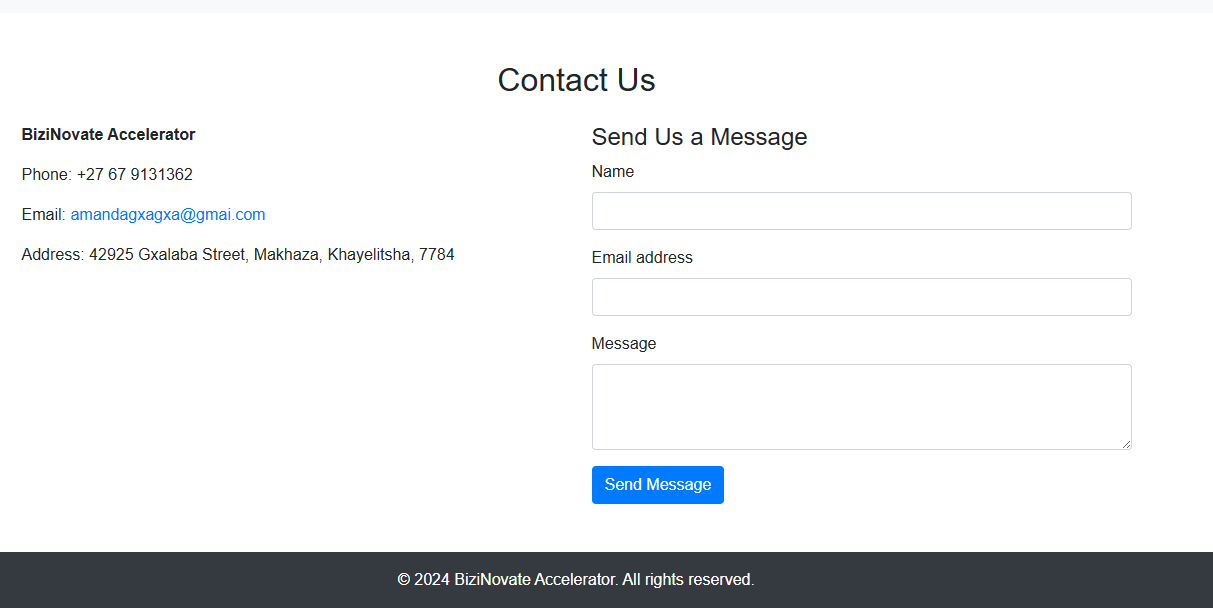 Contact Us
BiziNovate Accelerator
Phone: +27 67 9131362
Email: amandagxagxa@gmai.com
Address: 42925 Gxalaba Street, Makhaza, Khayelitsha, 7784
Send Us a Message
Name
Email address
Message
Send Message
© 2024 BiziNovate Accelerator. All rights reserved.